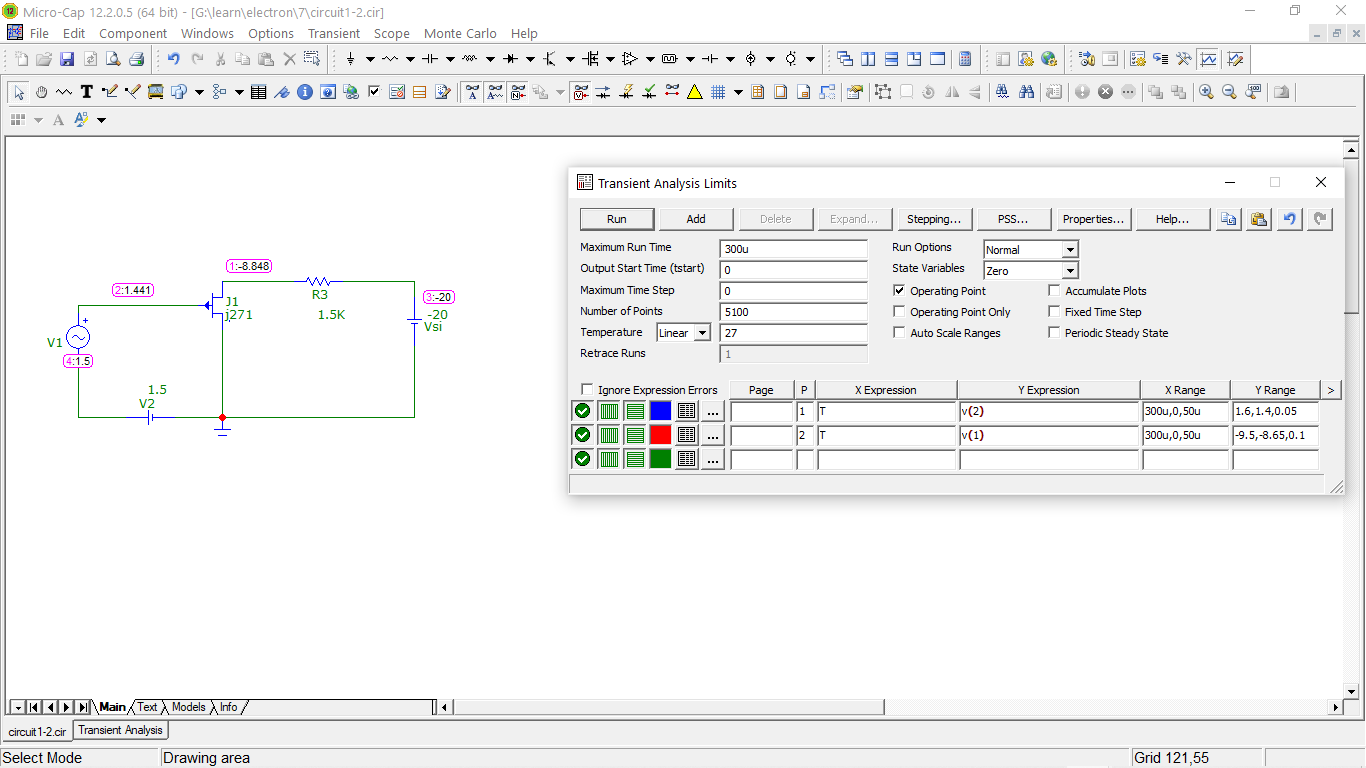 Micro-Cap 12.2.0.5 (64 bit) - [G:\learn\electron\7\circuit1-2.cir]
File Edit Component Windows Options Transient Scope Monte Carlo Help
Transient Analysis Limits
Run Add Delete Expand... Stepping... PSS... Properties... Help...
Maximum Run Time 300u Run Options Normal
Output Start Time (tstart) 0 State Variables Zero
Maximum Time Step 0 Operating Point Accumulate Plots
Number of Points 5100 Operating Point Only Fixed Time Step
Temperature Linear 27 Auto Scale Ranges Periodic Steady State
Retrace Runs 1
Ignore Expression Errors Page P X Expression Y Expression X Range Y Range >
... 1 T v(2) 300u,0,50u 1.6,1.4,0.05
... 2 T v(1) 300u,0,50u -9.5,-8.65,0.1
...
1:-8.848
2:1.441
R3
1.5K
3:-20
-20
Vsi
J1
j271
V1
4:1.5
1.5
V2
Main Text Models Info
circuit1-2.cir Transient Analysis
Select Mode Drawing area Grid 121,55